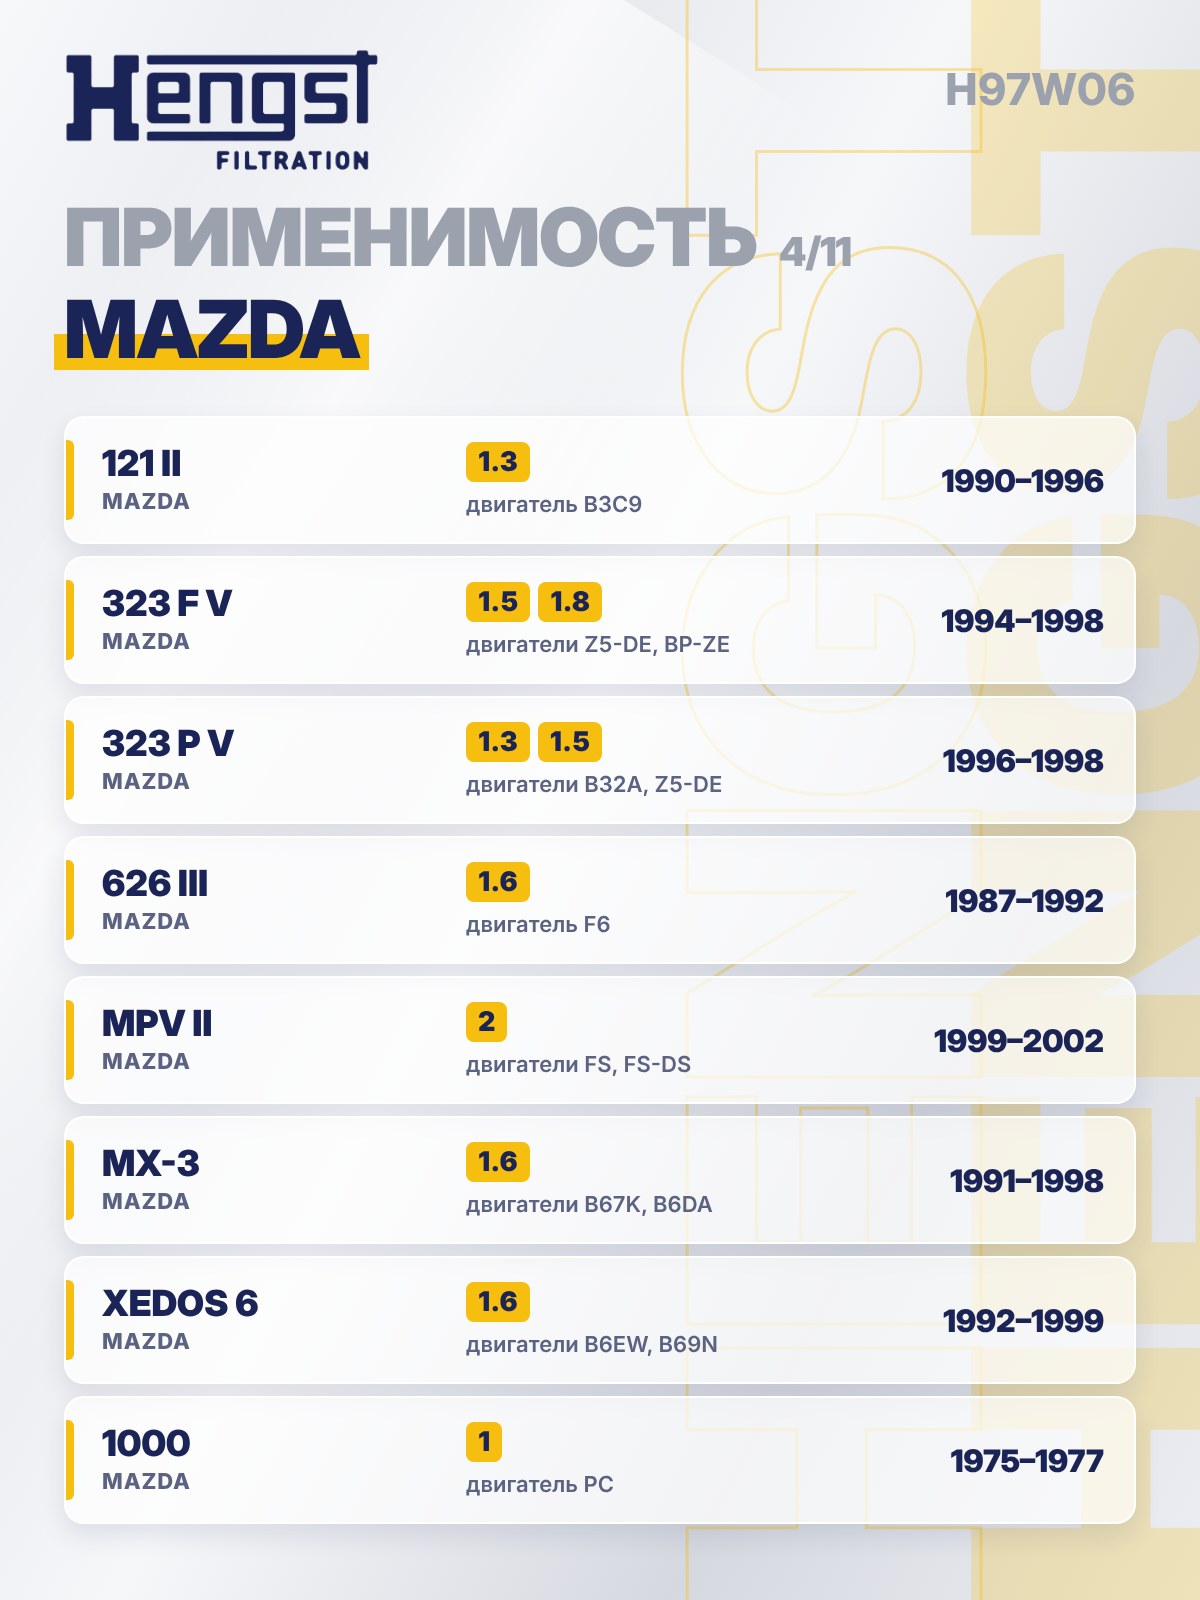 Hengst
FILTRATION
H97W06
ПРИМЕНИМОСТЬ 4/11
MAZDA
121 II
MAZDA
1.3
двигатель B3C9
1990–1996
323 F V
MAZDA
1.5 1.8
двигатели Z5-DE, BP-ZE
1994–1998
323 P V
MAZDA
1.3 1.5
двигатели B32A, Z5-DE
1996–1998
626 III
MAZDA
1.6
двигатель F6
1987–1992
MPV II
MAZDA
2
двигатели FS, FS-DS
1999–2002
MX-3
MAZDA
1.6
двигатели B67K, B6DA
1991–1998
XEDOS 6
MAZDA
1.6
двигатели B6EW, B69N
1992–1999
1000
MAZDA
1
двигатель PC
1975–1977
HENGST
HENGST